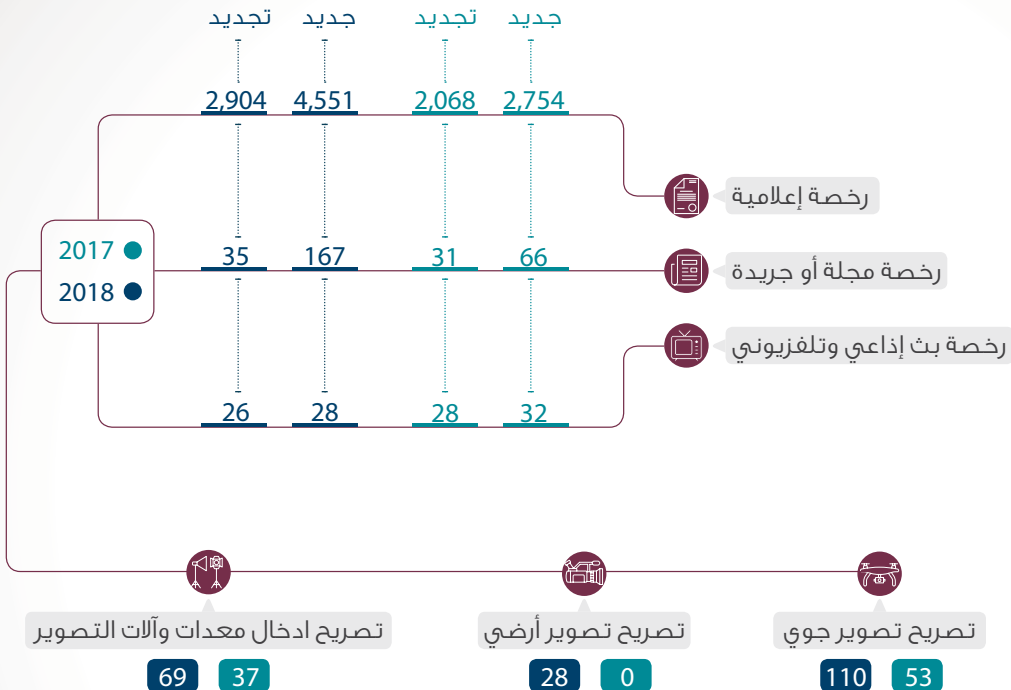 جديد تجديد جديد تجديد
2,754 2,068 4,551 2,904
رخصة إعلامية
2017
66 31 167 35
رخصة مجلة أو جريدة
2018
رخصة بث إذاعي وتلفزيوني
32 28 28 26
تصريح تصوير جوي
53 110
تصريح تصوير أرضي
0 28
تصريح ادخال معدات وآلات التصوير
37 69